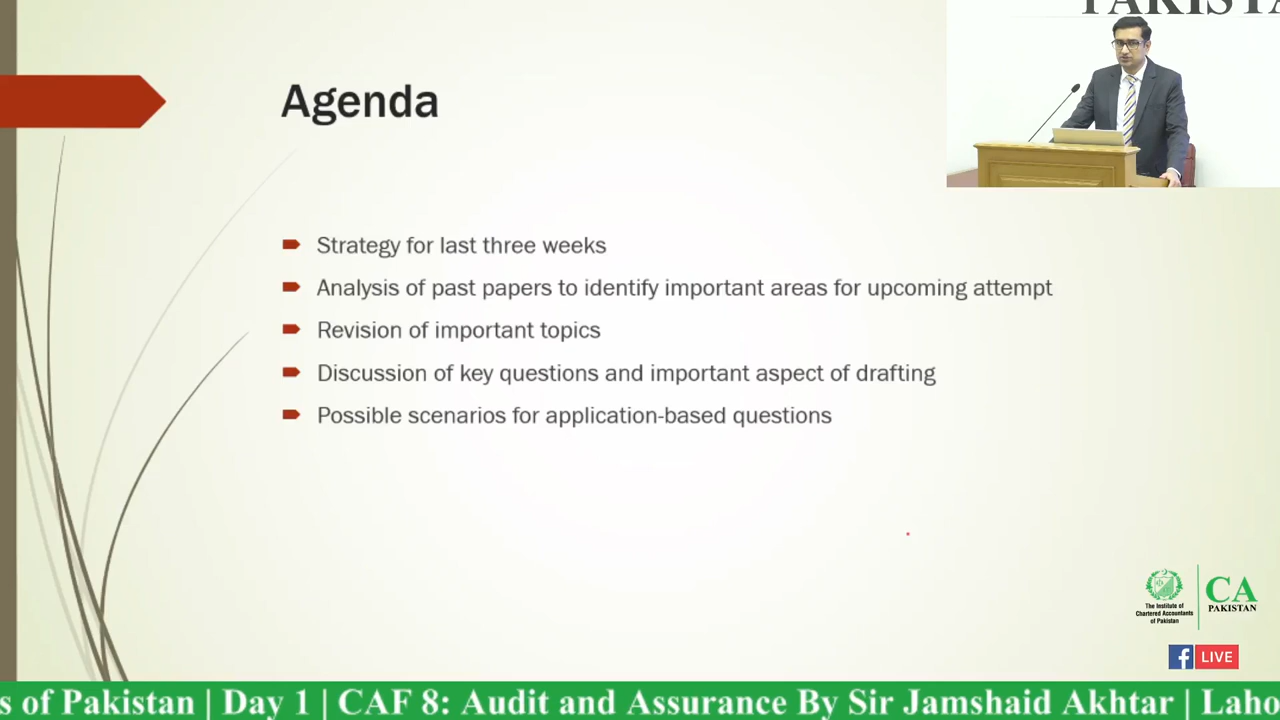 PAKISTA
Agenda
Strategy for last three weeks
Analysis of past papers to identify important areas for upcoming attempt
Revision of important topics
Discussion of key questions and important aspect of drafting
Possible scenarios for application-based questions
The Institute of
Chartered Accountants
of Pakistan
CA
PAKISTAN
f LIVE
s of Pakistan | Day 1 | CAF 8: Audit and Assurance By Sir Jamshaid Akhtar | Laho